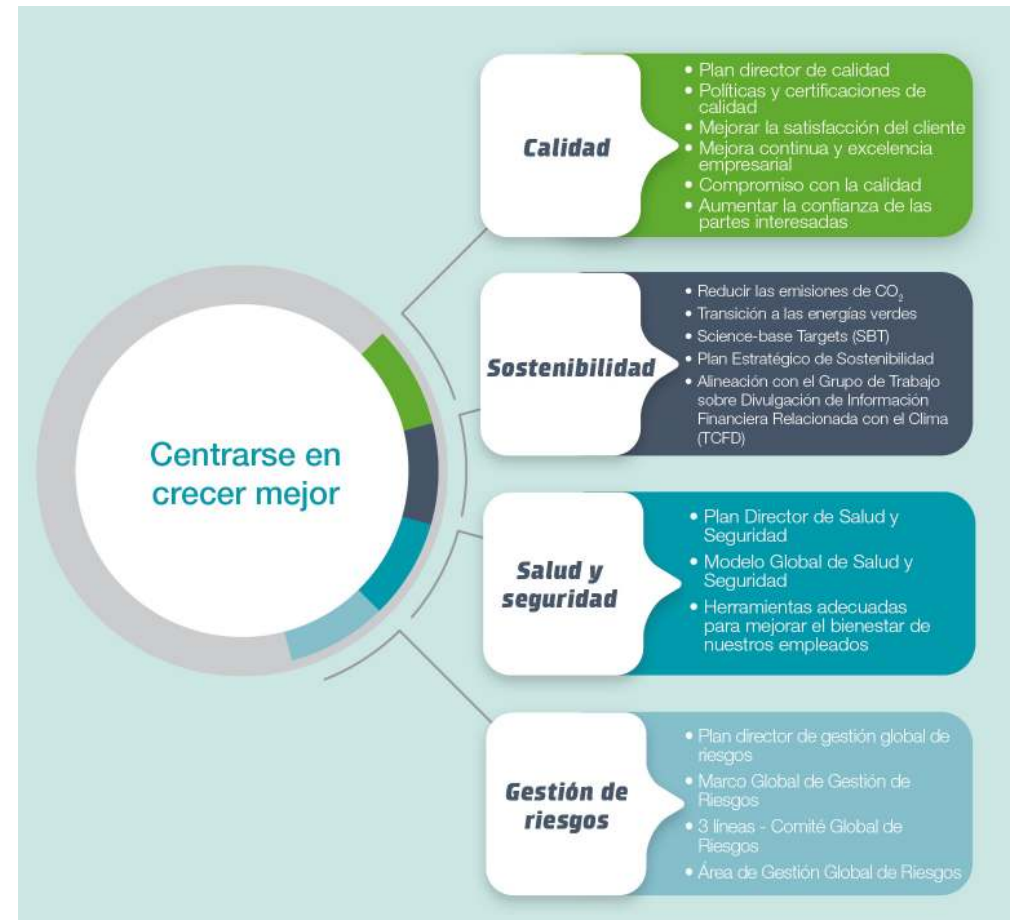 Centrarse en
crecer mejor
Calidad
• Plan director de calidad
• Políticas y certificaciones de
calidad
• Mejorar la satisfacción del cliente
• Mejora continua y excelencia
empresarial
• Compromiso con la calidad
• Aumentar la confianza de las
partes interesadas
Sostenibilidad
• Reducir las emisiones de CO₂
• Transición a las energías verdes
• Science-base Targets (SBT)
• Plan Estratégico de Sostenibilidad
• Alineación con el Grupo de Trabajo
sobre Divulgación de Información
Financiera Relacionada con el Clima
(TCFD)
Salud y
seguridad
• Plan Director de Salud y
Seguridad
• Modelo Global de Salud y
Seguridad
• Herramientas adecuadas
para mejorar el bienestar de
nuestros empleados
Gestión de
riesgos
• Plan director de gestión global de
riesgos
• Marco Global de Gestión de
Riesgos
• 3 líneas - Comité Global de
Riesgos
• Área de Gestión Global de Riesgos